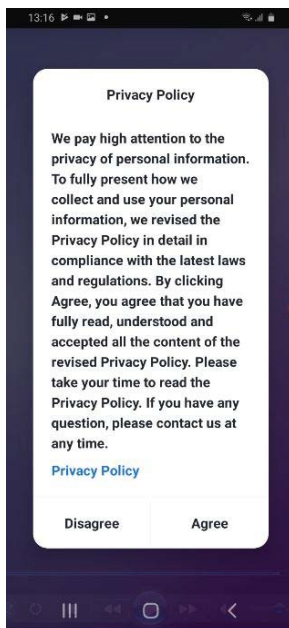 13:16
Privacy Policy
We pay high attention to the
privacy of personal information.
To fully present how we
collect and use your personal
information, we revised the
Privacy Policy in detail in
compliance with the latest laws
and regulations. By clicking
Agree, you agree that you have
fully read, understood and
accepted all the content of the
revised Privacy Policy. Please
take your time to read the
Privacy Policy. If you have any
question, please contact us at
any time.
Privacy Policy
Disagree Agree